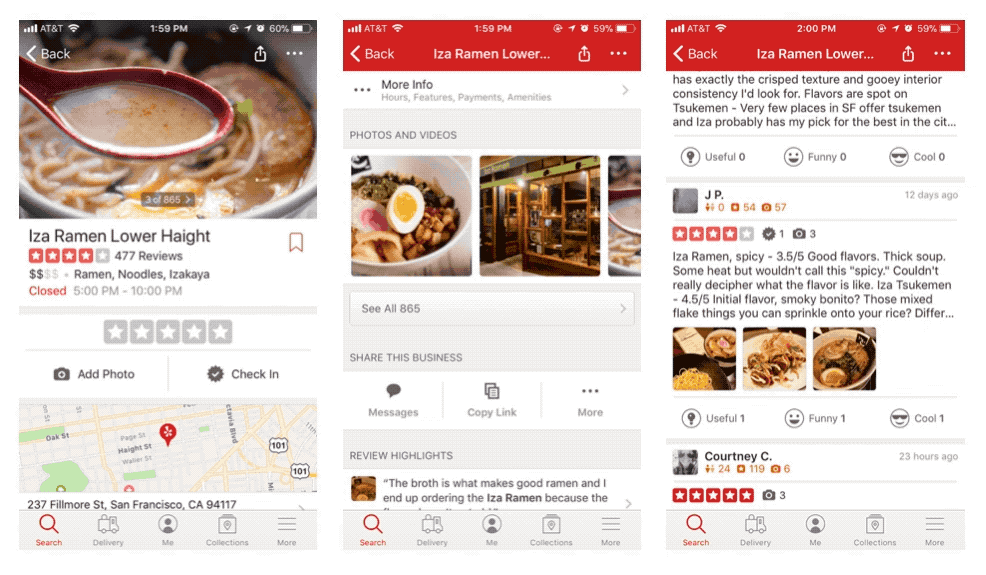 AT&T 1:59 PM 60%
Back
3 of 865
Iza Ramen Lower Haight
477 Reviews
$$$$ • Ramen, Noodles, Izakaya
Closed 5:00 PM - 10:00 PM
Add Photo Check In
Oak St
Page St
Haight St
Waller St
ctavia Blvd
101
101
237 Fillmore St, San Francisco, CA 94117
Search Delivery Me Collections More
AT&T 1:59 PM 59%
Back Iza Ramen Lower...
More Info
Hours, Features, Payments, Amenities
PHOTOS AND VIDEOS
See All 865
SHARE THIS BUSINESS
Messages Copy Link More
REVIEW HIGHLIGHTS
“The broth is what makes good ramen and I
end up ordering the Iza Ramen because the
Search Delivery Me Collections More
AT&T 2:00 PM 59%
Back Iza Ramen Lower...
has exactly the crisped texture and gooey interior
consistency I'd look for. Flavors are spot on
Tsukemen - Very few places in SF offer tsukemen
and Iza probably has my pick for the best in the cit...
Useful 0 Funny 0 Cool 0
J P. 12 days ago
0 54 57
1 3
Iza Ramen, spicy - 3.5/5 Good flavors. Thick soup.
Some heat but wouldn't call this "spicy." Couldn't
really decipher what the flavor is like. Iza Tsukemen
- 4.5/5 Initial flavor, smoky bonito? Those mixed
flake things you can sprinkle onto your rice? Differ...
Useful 1 Funny 1 Cool 1
Courtney C. 23 hours ago
24 119 6
3
Search Delivery Me Collections More